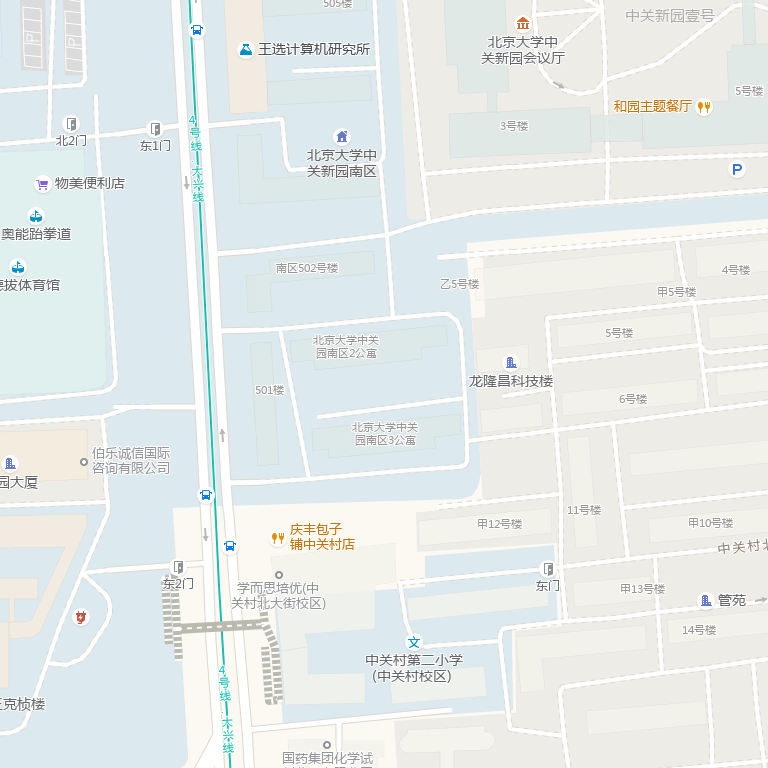 505号楼
中关新园壹号
王选计算机研究所
北京大学中
关新园会议厅
5号楼
和园主题餐厅
3号楼
北2门
东1门
4号线·大兴线
北京大学中
关新园南区
P
物美便利店
奥能跆拳道
德拔体育馆
南区502号楼
乙5号楼
4号楼
甲5号楼
5号楼
北京大学中关
园南区2公寓
龙隆昌科技楼
501楼
6号楼
北京大学中关
园南区3公寓
伯乐诚信国际
咨询有限公司
园大厦
11号楼
甲12号楼
甲10号楼
庆丰包子
铺中关村店
中关村北
东2门
学而思培优(中
关村北大街校区)
东门
甲13号楼
管苑
14号楼
文
中关村第二小学
(中关村校区)
4号线·大兴线
王克桢楼
国药集团化学试